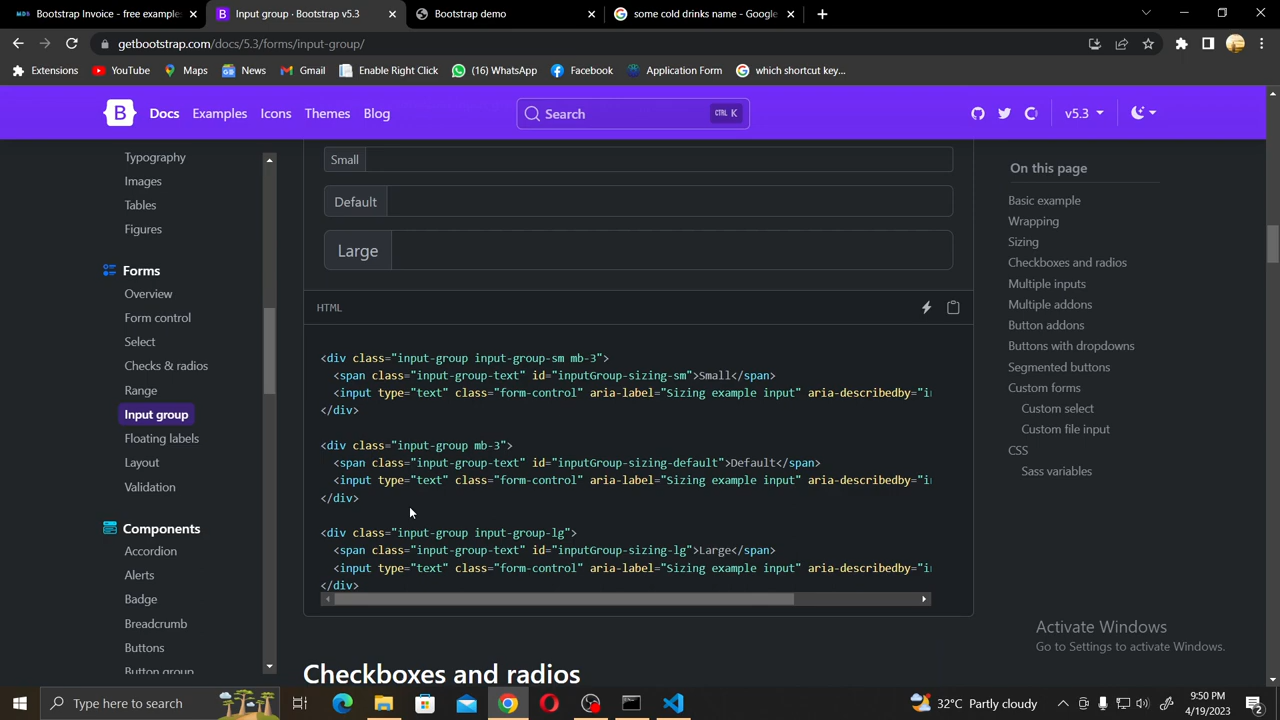 Bootstrap Invoice - free examples
Input group · Bootstrap v5.3
Bootstrap demo
some cold drinks name - Google
getbootstrap.com/docs/5.3/forms/input-group/
Extensions
YouTube
Maps
News
Gmail
Enable Right Click
(16) WhatsApp
Facebook
Application Form
which shortcut key...
B
Docs
Examples
Icons
Themes
Blog
Search
CTRL K
v5.3
Typography
Images
Tables
Figures
Forms
Overview
Form control
Select
Checks & radios
Range
Input group
Floating labels
Layout
Validation
Components
Accordion
Alerts
Badge
Breadcrumb
Buttons
Button group
Small
Default
Large
HTML
<div class="input-group input-group-sm mb-3">
<span class="input-group-text" id="inputGroup-sizing-sm">Small</span>
<input type="text" class="form-control" aria-label="Sizing example input" aria-describedby="in
</div>
<div class="input-group mb-3">
<span class="input-group-text" id="inputGroup-sizing-default">Default</span>
<input type="text" class="form-control" aria-label="Sizing example input" aria-describedby="in
</div>
<div class="input-group input-group-lg">
<span class="input-group-text" id="inputGroup-sizing-lg">Large</span>
<input type="text" class="form-control" aria-label="Sizing example input" aria-describedby="in
</div>
Checkboxes and radios
On this page
Basic example
Wrapping
Sizing
Checkboxes and radios
Multiple inputs
Multiple addons
Button addons
Buttons with dropdowns
Segmented buttons
Custom forms
Custom select
Custom file input
CSS
Sass variables
Activate Windows
Go to Settings to activate Windows.
Type here to search
32°C Partly cloudy
9:50 PM
4/19/2023
2